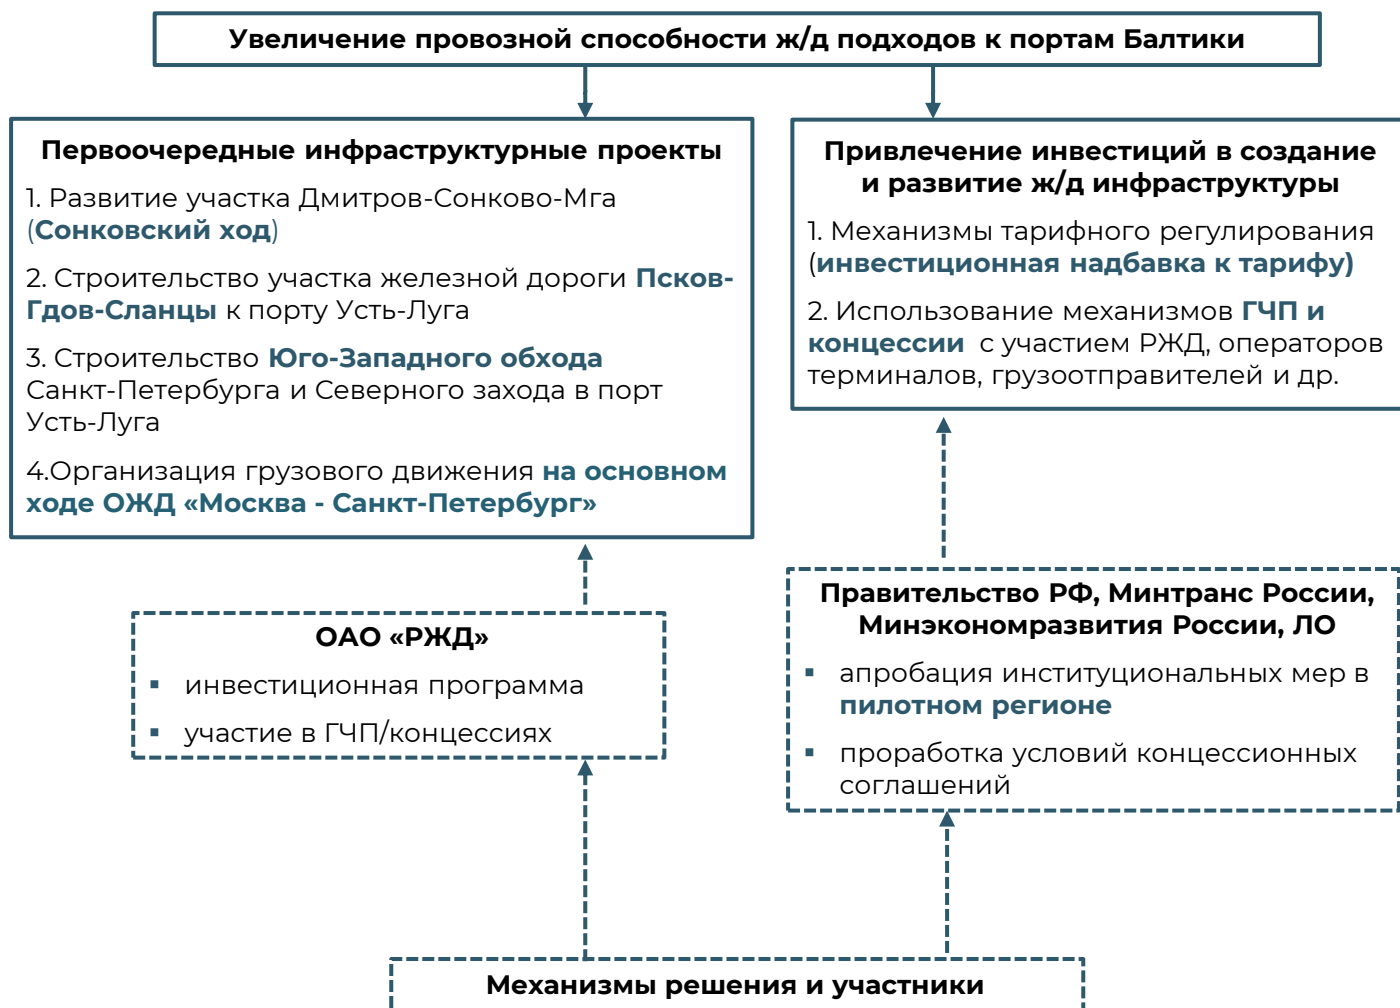 Увеличение провозной способности ж/д подходов к портам Балтики
Первоочередные инфраструктурные проекты
1. Развитие участка Дмитров-Сонково-Мга
(Сонковский ход)
2. Строительство участка железной дороги Псков-
Гдов-Сланцы к порту Усть-Луга
3. Строительство Юго-Западного обхода
Санкт-Петербурга и Северного захода в порт
Усть-Луга
4.Организация грузового движения на основном
ходе ОЖД «Москва - Санкт-Петербург»
Привлечение инвестиций в создание
и развитие ж/д инфраструктуры
1. Механизмы тарифного регулирования
(инвестиционная надбавка к тарифу)
2. Использование механизмов ГЧП и
концессии с участием РЖД, операторов
терминалов, грузоотправителей и др.
ОАО «РЖД»
▪ инвестиционная программа
▪ участие в ГЧП/концессиях
Правительство РФ, Минтранс России,
Минэкономразвития России, ЛО
▪ апробация институциональных мер в
пилотном регионе
▪ проработка условий концессионных
соглашений
Механизмы решения и участники